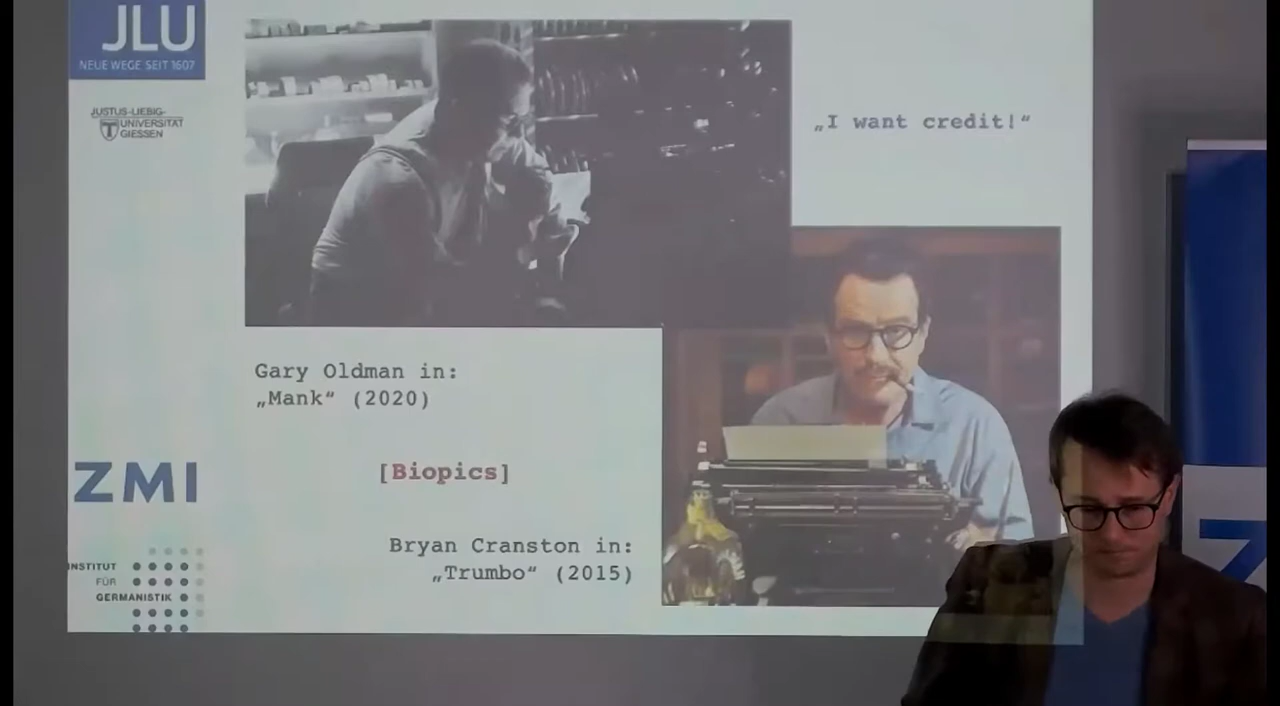 JLU
NEUE WEGE SEIT 1607
JUSTUS-LIEBIG-
UNIVERSITÄT
GIESSEN
„I want credit!“
Gary Oldman in:
„Mank“ (2020)
[Biopics]
Bryan Cranston in:
„Trumbo“ (2015)
ZMI
INSTITUT
FÜR
GERMANISTIK
Z